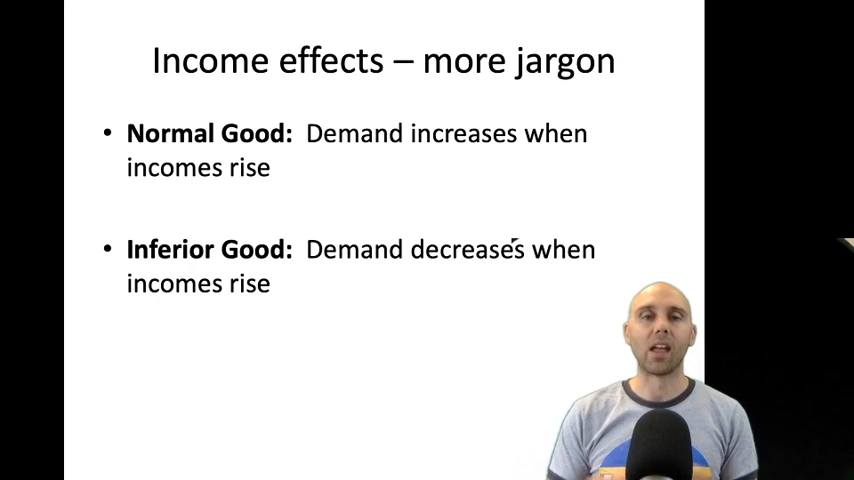 Income effects – more jargon
• Normal Good: Demand increases when
incomes rise
• Inferior Good: Demand decreases when
incomes rise